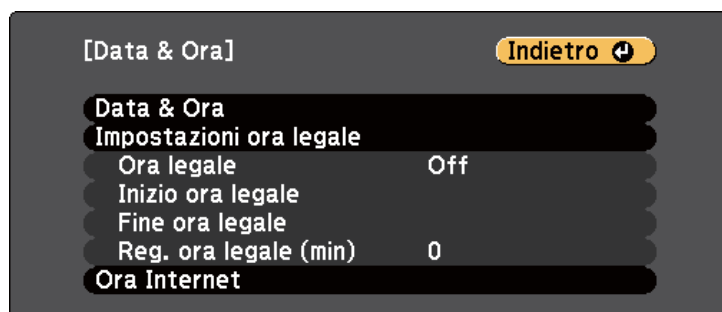 [Data & Ora]
Indietro
Data & Ora
Impostazioni ora legale
Ora legale Off
Inizio ora legale
Fine ora legale
Reg. ora legale (min) 0
Ora Internet